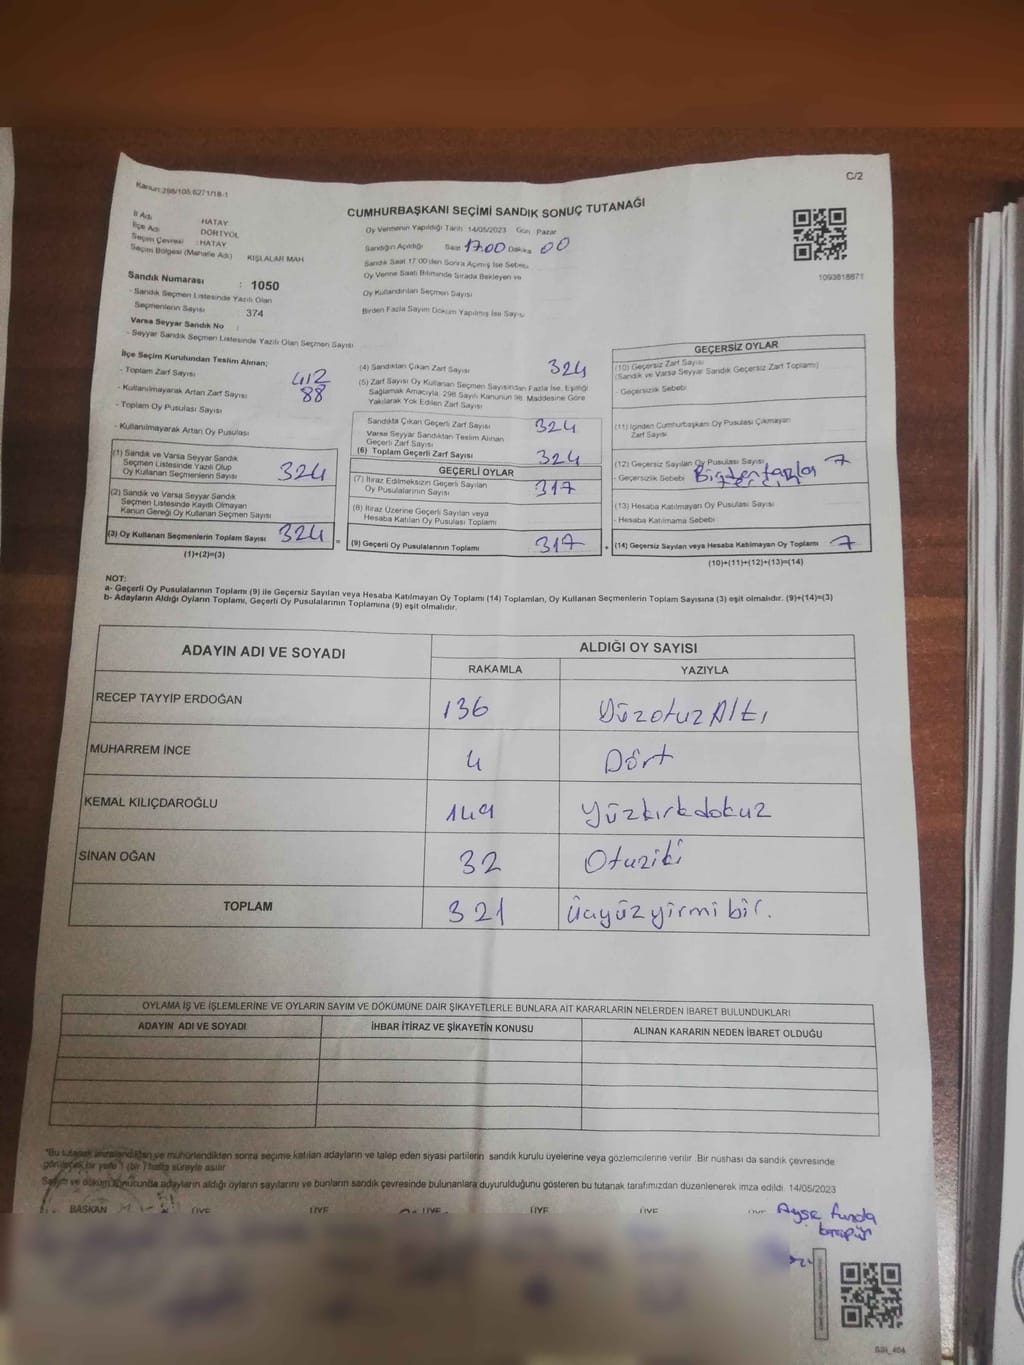 C/2
Kanun:298/105,6271/18-1
CUMHURBAŞKANI SEÇİMİ SANDIK SONUÇ TUTANAĞI
İl Adı HATAY
İlçe Adı DÖRTYOL
Seçim Çevresi : HATAY
Seçim Bölgesi (Mahalle Adı) KIŞLALAR MAH
Oy Vermenin Yapıldığı Tarih 14/05/2023 Gün : Pazar
Sandığın Açıldığı Saat 17.00 Dakika 00
Sandık Saat 17:00'den Sonra Açılmış İse Sebebi
Oy Verme Saati Bitiminde Sırada Bekleyen ve
Oy Kullandırılan Seçmen Sayısı
Birden Fazla Sayım Döküm Yapılmış İse Sayısı
1093818871
Sandık Numarası : 1050
- Sandık Seçmen Listesinde Yazılı Olan
Seçmenlerin Sayısı 374
Varsa Seyyar Sandık No :
- Seyyar Sandık Seçmen Listesinde Yazılı Olan Seçmen Sayısı
İlçe Seçim Kurulundan Teslim Alınan;
- Toplam Zarf Sayısı 412
- Kullanılmayarak Artan Zarf Sayısı 88
- Toplam Oy Pusulası Sayısı
- Kullanılmayarak Artan Oy Pusulası
(1) Sandık ve Varsa Seyyar Sandık
Seçmen Listesinde Yazılı Olup
Oy Kullanan Seçmenlerin Sayısı 324
(2) Sandık ve Varsa Seyyar Sandık
Seçmen Listesinde Kayıtlı Olmayan
Kanun Gereği Oy Kullanan Seçmen Sayısı
(3) Oy Kullanan Seçmenlerin Toplam Sayısı 324
(1)+(2)=(3)
(4) Sandıktan Çıkan Zarf Sayısı 324
(5) Zarf Sayısı Oy Kullanan Seçmen Sayısından Fazla İse, Eşitliği
Sağlamak Amacıyla; 298 Sayılı Kanunun 98. Maddesine Göre
Yakılarak Yok Edilen Zarf Sayısı
Sandıkta Çıkan Geçerli Zarf Sayısı 324
Varsa Seyyar Sandıktan Teslim Alınan
Geçerli Zarf Sayısı
(6) Toplam Geçerli Zarf Sayısı 324
GEÇERLİ OYLAR
(7) İtiraz Edilmeksizin Geçerli Sayılan
Oy Pusulalarının Sayısı 317
(8) İtiraz Üzerine Geçerli Sayılan veya
Hesaba Katılan Oy Pusulası Toplamı
=
(9) Geçerli Oy Pusulalarının Toplamı 317
+
GEÇERSİZ OYLAR
(10) Geçersiz Zarf Sayısı
(Sandık ve Varsa Seyyar Sandık Geçersiz Zarf Toplamı)
- Geçersizlik Sebebi
(11) İçinden Cumhurbaşkanı Oy Pusulası Çıkmayan
Zarf Sayısı
(12) Geçersiz Sayılan Oy Pusulası Sayısı 7
- Geçersizlik Sebebi Birden fazla
(13) Hesaba Katılmayan Oy Pusulası Sayısı
- Hesaba Katılmama Sebebi
(14) Geçersiz Sayılan veya Hesaba Katılmayan Oy Toplamı 7
(10)+(11)+(12)+(13)=(14)
NOT:
a- Geçerli Oy Pusulalarının Toplamı (9) ile Geçersiz Sayılan veya Hesaba Katılmayan Oy Toplamı (14) Toplamları, Oy Kullanan Seçmenlerin Toplam Sayısına (3) eşit olmalıdır. (9)+(14)=(3)
b- Adayların Aldığı Oyların Toplamı, Geçerli Oy Pusulalarının Toplamına (9) eşit olmalıdır.
ADAYIN ADI VE SOYADI ALDIĞI OY SAYISI
RAKAMLA YAZIYLA
RECEP TAYYİP ERDOĞAN 136 Yüzotuz Altı
MUHARREM İNCE 4 Dört
KEMAL KILIÇDAROĞLU 149 yüzkırkdokuz
SİNAN OĞAN 32 Otuziki
TOPLAM 321 üçyüzyirmi bir.
OYLAMA İŞ VE İŞLEMLERİNE VE OYLARIN SAYIM VE DÖKÜMÜNE DAİR ŞİKAYETLERLE BUNLARA AİT KARARLARIN NELERDEN İBARET BULUNDUKLARI
ADAYIN ADI VE SOYADI İHBAR İTİRAZ VE ŞİKAYETİN KONUSU ALINAN KARARIN NEDEN İBARET OLDUĞU
*Bu tutanak imzalandıktan ve mühürlendikten sonra seçime katılan adayların ve talep eden siyasi partilerin sandık kurulu üyelerine veya gözlemcilerine verilir .Bir nüshası da sandık çevresinde
görülecek bir yere 1 (bir ) hafta süreyle asılır
Sayım ve döküm sonucunda adayların aldığı oyların sayılarını ve bunların sandık çevresinde bulunanlara duyurulduğunu gösteren bu tutanak tarafımızdan düzenlenerek imza edildi. 14/05/2023
BAŞKAN ÜYE ÜYE ÜYE ÜYE ÜYE ÜYE
Ayşe funda